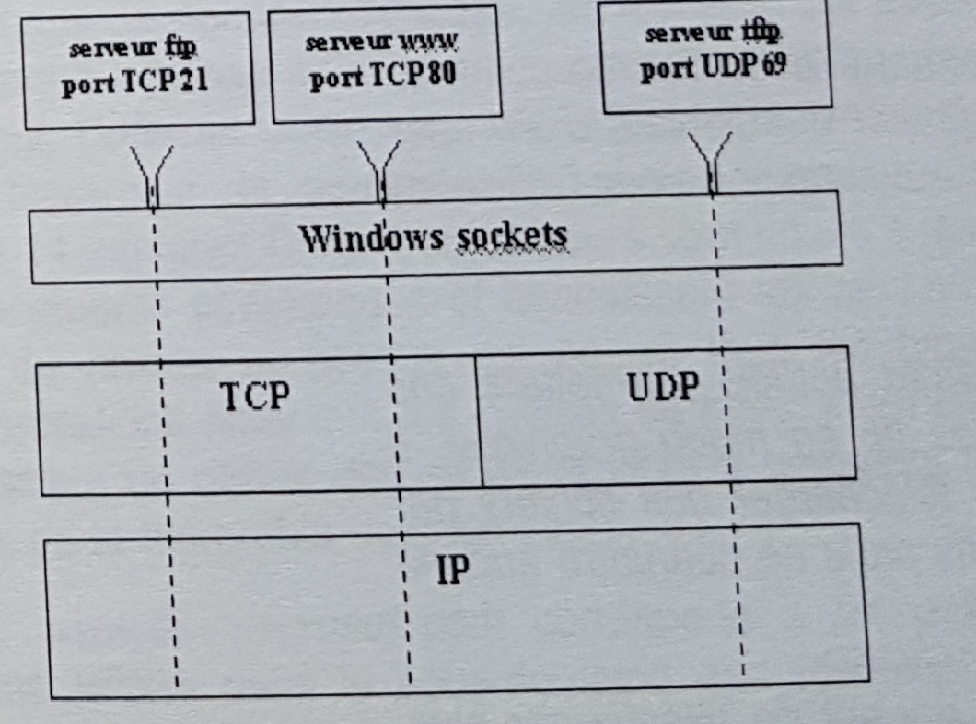 serveur ftp
port TCP21
serveur www
port TCP80
serveur tftp
port UDP69
Windows sockets
TCP
UDP
IP